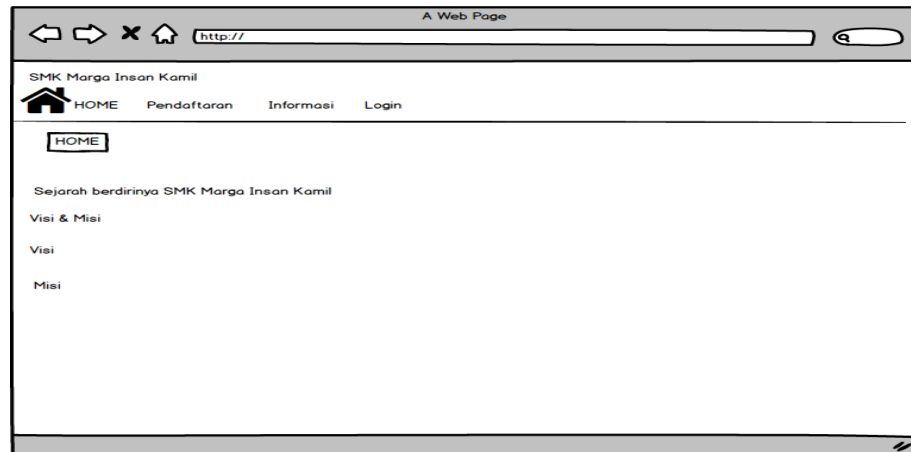 A Web Page
http://
SMK Marga Insan Kamil
HOME Pendaftaran Informasi Login
HOME
Sejarah berdirinya SMK Marga Insan Kamil
Visi & Misi
Visi
Misi